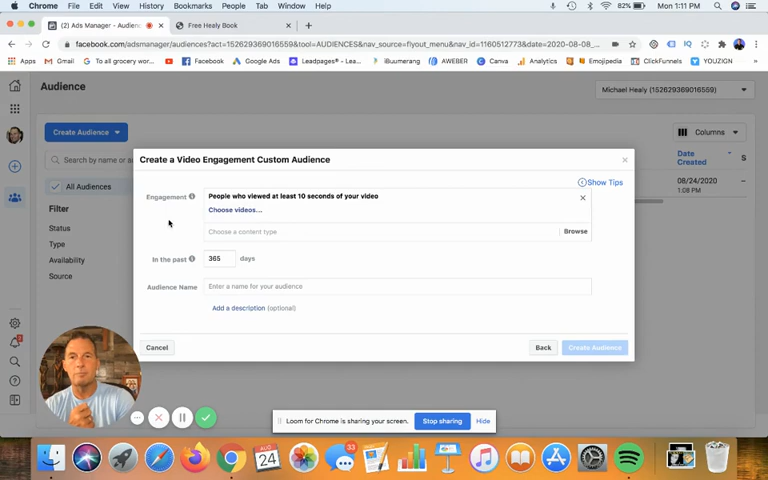 Chrome File Edit View History Bookmarks People Tab Window Help
82% Mon 1:11 PM
(2) Ads Manager - Audienc
Free Healy Book
facebook.com/adsmanager/audiences?act=152629369016559&tool=AUDIENCES&nav_source=flyout_menu&nav_id=1160512773&date=2020-08-08_...
Apps Gmail To all grocery wor... Facebook Google Ads Leadpages® - Lea... iBuumerang AWEBER Canva Analytics Emojipedia ClickFunnels YOUZIGN
Audience
Michael Healy (152629369016559)
Create Audience
Columns
Search by name or a
Date Created
S
All Audiences
08/24/2020
1:08 PM
Filter
Status
Type
Availability
Source
Create a Video Engagement Custom Audience
Show Tips
Engagement
People who viewed at least 10 seconds of your video
Choose videos...
Choose a content type
Browse
In the past
365
days
Audience Name
Enter a name for your audience
Add a description (optional)
Cancel
Back
Create Audience
Loom for Chrome is sharing your screen.
Stop sharing
Hide
AUG
24
33